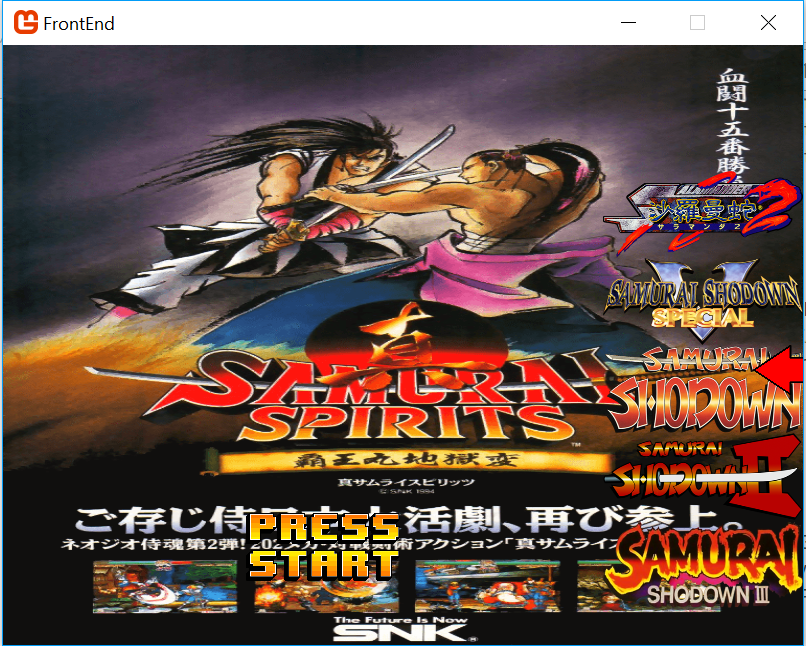 FrontEnd
血闘十五番勝
SALAMANDER 2
沙羅曼蛇2
サラマンダ2
SAMURAI SHODOWN
V
SPECIAL
真
SAMURAI
SPIRITS
TM
覇王丸地獄変
真サムライスピリッツ
© SNK 1994
SAMURAI
SHODOWN
SAMURAI
SHODOWN II
ご存じ侍 活劇、再び参上。
ネオジオ侍魂第2弾! 剣術アクション「真サムライス
PRESS
START
SAMURAI
SHODOWN III
The Future Is Now
SNK®